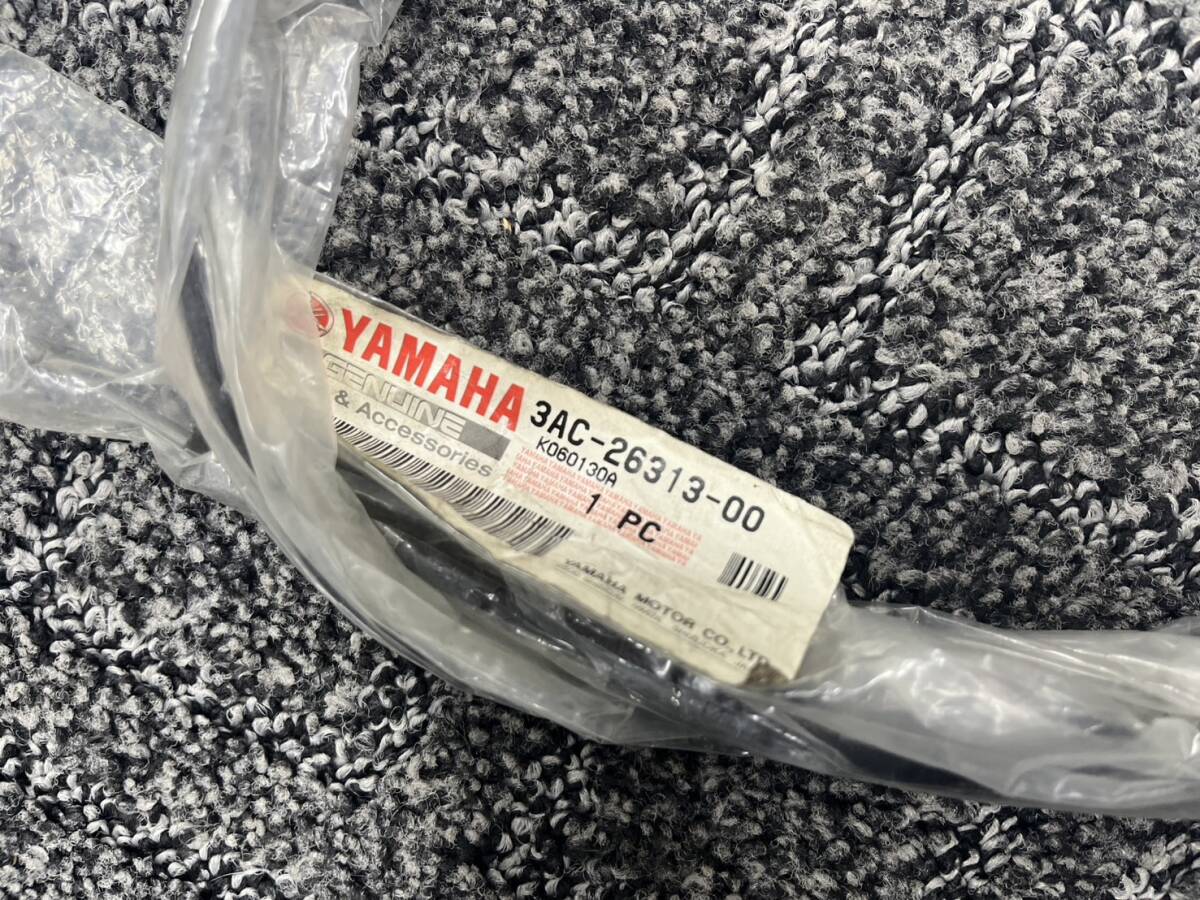 YAMAHA
GENUINE
& Accessories
3AC-26313-00
K060130A
1 PC
YAMAHA MOTOR CO., LTD.